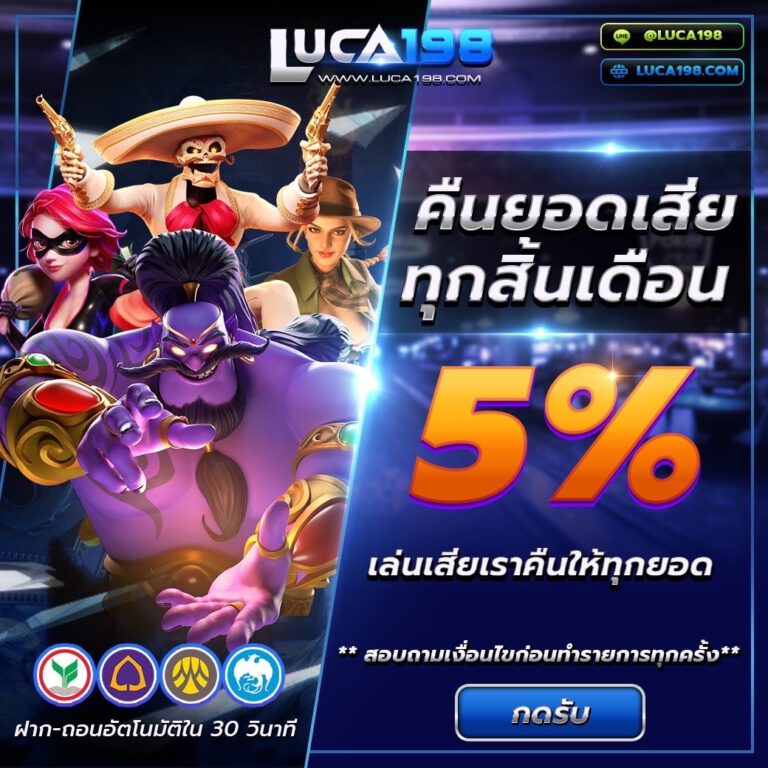 LUCA198
WWW.LUCA198.COM
LINE @LUCA198
LUCA198.COM
คืนยอดเสีย
ทุกสิ้นเดือน
5%
เล่นเสียเราคืนให้ทุกยอด
** สอบถามเงื่อนไขก่อนทำรายการทุกครั้ง**
กดรับ
ฝาก-ถอนอัตโนมัติใน 30 วินาที